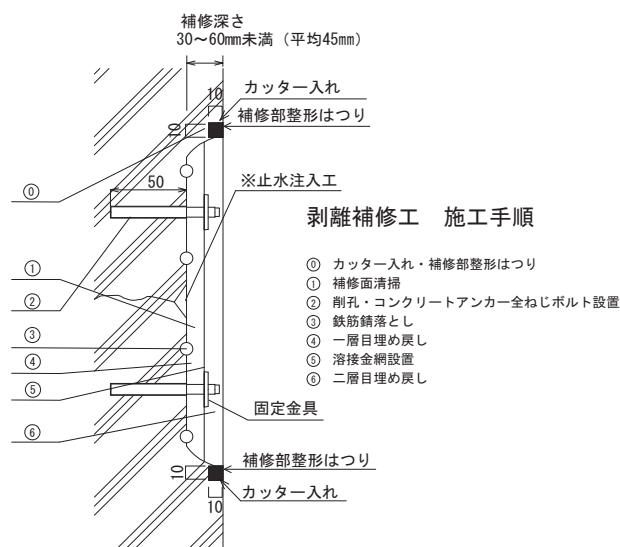 補修深さ
30～60mm未満（平均45mm）
10
カッター入れ
補修部整形はつり
10
⓪
50
※止水注入工
剥離補修工　施工手順
⓪ カッター入れ・補修部整形はつり
① 補修面清掃
② 削孔・コンクリートアンカー全ねじボルト設置
③ 鉄筋錆落とし
④ 一層目埋め戻し
⑤ 溶接金網設置
⑥ 二層目埋め戻し
①
②
③
④
⑤
固定金具
⑥
補修部整形はつり
10
カッター入れ
10